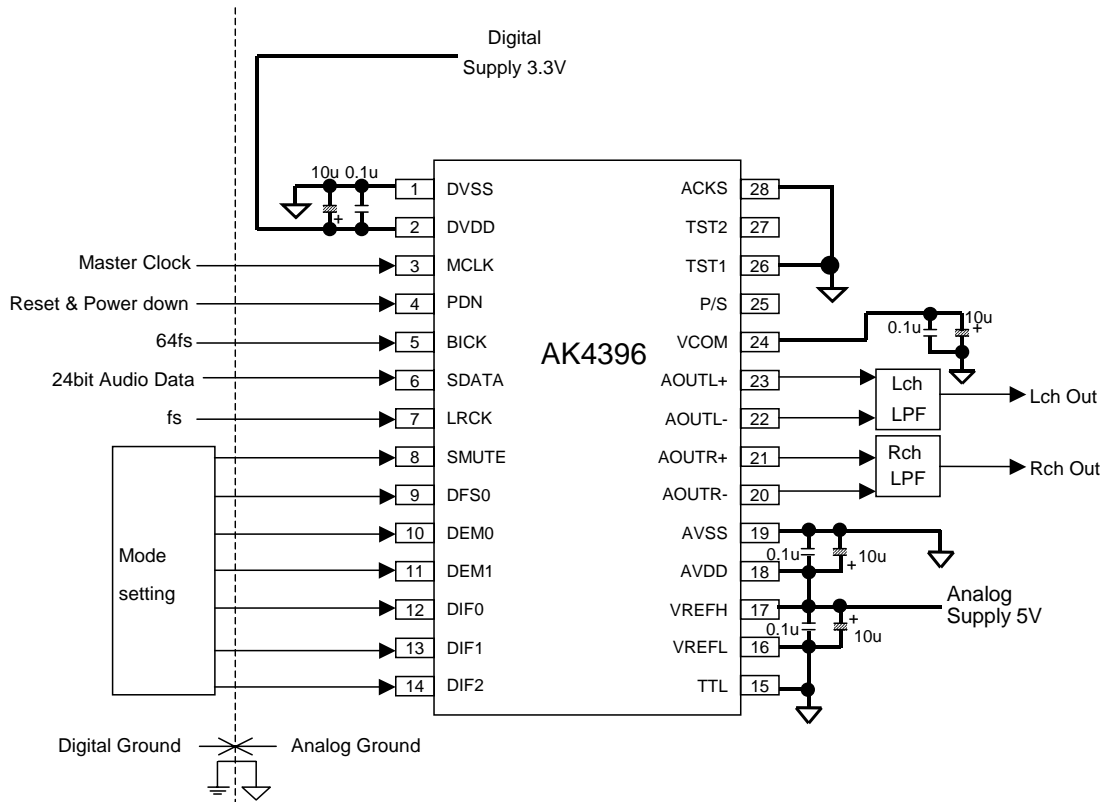 Digital
Supply 3.3V
10u 0.1u
+
1 DVSS
2 DVDD
Master Clock 3 MCLK
Reset & Power down 4 PDN
64fs 5 BICK
24bit Audio Data 6 SDATA
fs 7 LRCK
8 SMUTE
9 DFS0
10 DEM0
11 DEM1
12 DIF0
13 DIF1
14 DIF2
Mode
setting
AK4396
ACKS 28
TST2 27
TST1 26
P/S 25
VCOM 24
0.1u
10u
+
AOUTL+ 23
AOUTL- 22
Lch
LPF
Lch Out
AOUTR+ 21
AOUTR- 20
Rch
LPF
Rch Out
AVSS 19
0.1u
+ 10u
AVDD 18
VREFH 17
Analog
Supply 5V
0.1u
+
10u
VREFL 16
TTL 15
Digital Ground
Analog Ground